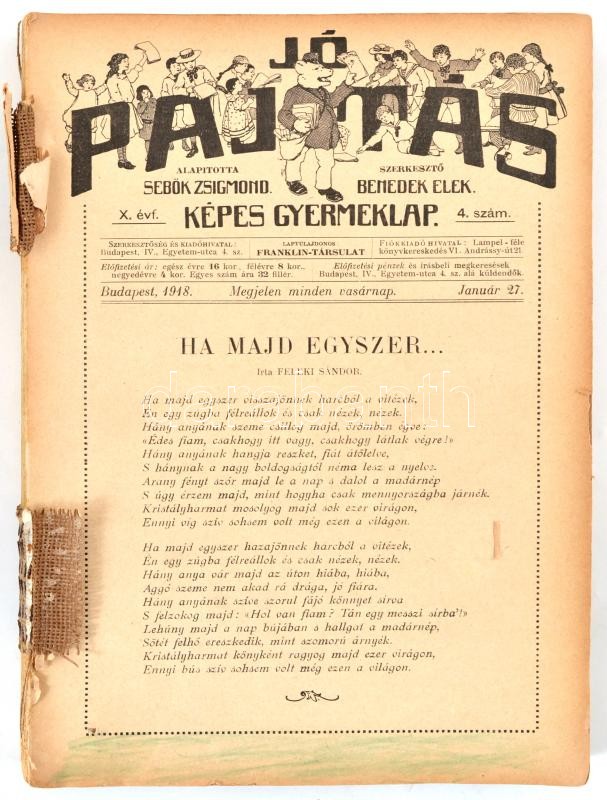 JÓ
PAJTÁS
ALAPITOTTA
SEBŐK ZSIGMOND.
SZERKESZTŐ
BENEDEK ELEK.
X. évf.
KÉPES GYERMEKLAP.
4. szám.
SZERKESZTŐSÉG ÉS KIADÓHIVATAL:
Budapest, IV., Egyetem-utca 4. sz.
LAPTULAJDONOS
FRANKLIN-TÁRSULAT
FIÓKKIADÓHIVATAL: Lampel-féle
könyvkereskedés VI. Andrássy-út 21
Előfizetési ár: egész évre 16 kor., félévre 8 kor.,
negyedévre 4 kor. Egyes szám ára 32 fillér.
Előfizetési pénzek és írásbeli megkeresések
Budapest, IV., Egyetem-utca 4. sz. alá küldendők.
Budapest, 1918.
Megjelen minden vasárnap.
Január 27.
HA MAJD EGYSZER...
Irta FELEKI SÁNDOR.
Ha majd egyszer visszajönnek harcból a vitézek,
Én egy zúgba félreállok és csak nézek, nézek.
Hány anyának szeme csillog majd, örömben égve:
«Édes fiam, csakhogy itt vagy, csakhogy látlak végre!»
Hány anyának hangja reszket, fiát átölelve,
S hánynak a nagy boldogságtól néma lesz a nyelve.
Arany fényt szór majd le a nap s dalol a madárnép
S úgy érzem majd, mint hogyha csak mennyországba járnék.
Kristályharmat mosolyog majd sok ezer virágon,
Ennyi víg szív sohsem volt még ezen a világon.
Ha majd egyszer hazajönnek harcból a vitézek,
Én egy zúgba félreállok és csak nézek, nézek.
Hány anya vár majd az úton hiába, hiába,
Aggó szeme nem akad rá drága, jó fiára.
Hány anyának szíve szorul fájó könnyet sírva
S felzokog majd: «Hol van fiam? Tán egy messzi sírba'!»
Lehúny majd a nap bújában s hallgat a madárnép,
Sötét felhő ereszkedik, mint szomorú árnyék.
Kristályharmat könyként ragyog majd ezer virágon,
Ennyi bús szív sohsem volt még ezen a világon.
darabanth